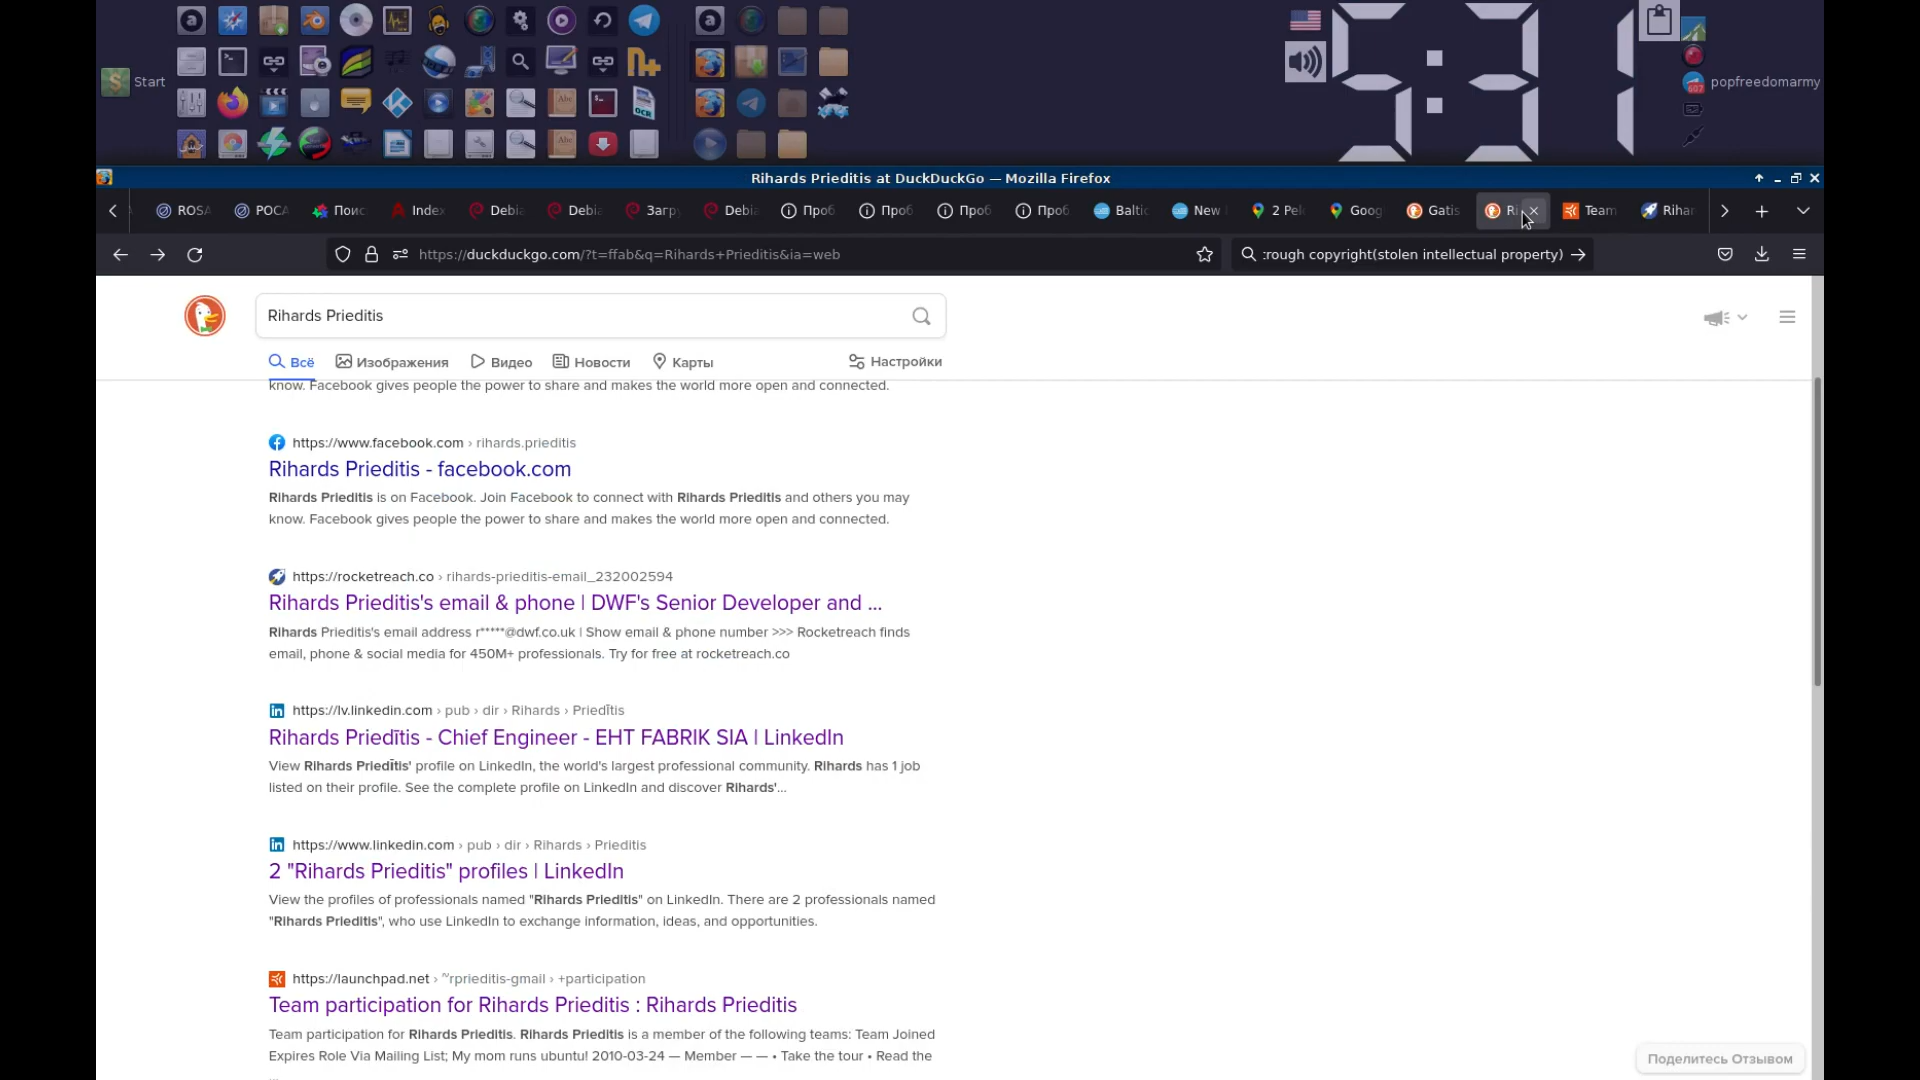 Start
5:31
popfreedomarmy
607
Rihards Prieditis at DuckDuckGo — Mozilla Firefox
ROSA
РОСА
Поис
Index
Debia
Debia
Загру
Debia
Проб
Проб
Проб
Проб
Baltic
New
2 Pek
Goog
Gatis
Ri
Team
Rihar
https://duckduckgo.com/?t=ffab&q=Rihards+Prieditis&ia=web
:rough copyright(stolen intellectual property)
Rihards Prieditis
Всё
Изображения
Видео
Новости
Карты
Настройки
know. Facebook gives people the power to share and makes the world more open and connected.
https://www.facebook.com › rihards.prieditis
Rihards Prieditis - facebook.com
Rihards Prieditis is on Facebook. Join Facebook to connect with Rihards Prieditis and others you may
know. Facebook gives people the power to share and makes the world more open and connected.
https://rocketreach.co › rihards-prieditis-email_232002594
Rihards Prieditis's email & phone | DWF's Senior Developer and ...
Rihards Prieditis's email address r*****@dwf.co.uk | Show email & phone number >>> Rocketreach finds
email, phone & social media for 450M+ professionals. Try for free at rocketreach.co
https://lv.linkedin.com › pub › dir › Rihards › Priedītis
Rihards Priedītis - Chief Engineer - EHT FABRIK SIA | LinkedIn
View Rihards Priedītis' profile on LinkedIn, the world's largest professional community. Rihards has 1 job
listed on their profile. See the complete profile on LinkedIn and discover Rihards'...
https://www.linkedin.com › pub › dir › Rihards › Prieditis
2 "Rihards Prieditis" profiles | LinkedIn
View the profiles of professionals named "Rihards Prieditis" on LinkedIn. There are 2 professionals named
"Rihards Prieditis", who use LinkedIn to exchange information, ideas, and opportunities.
https://launchpad.net › ~rprieditis-gmail › +participation
Team participation for Rihards Prieditis : Rihards Prieditis
Team participation for Rihards Prieditis. Rihards Prieditis is a member of the following teams: Team Joined
Expires Role Via Mailing List; My mom runs ubuntu! 2010-03-24 — Member — — • Take the tour • Read the
...
Поделитесь Отзывом